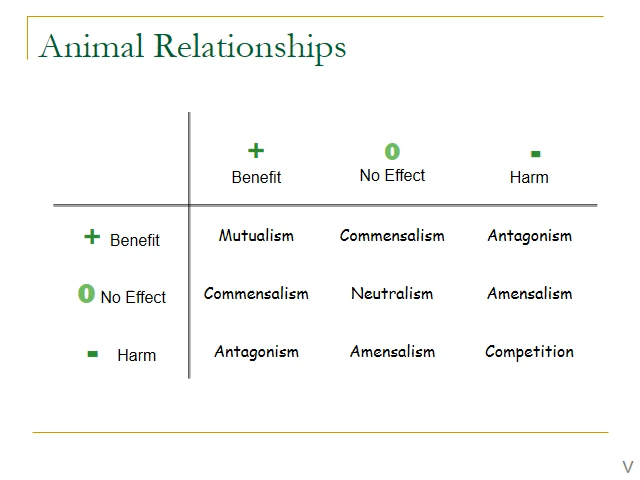 Animal Relationships
+ 0 -
Benefit No Effect Harm
+ Benefit Mutualism Commensalism Antagonism
0 No Effect Commensalism Neutralism Amensalism
- Harm Antagonism Amensalism Competition
V